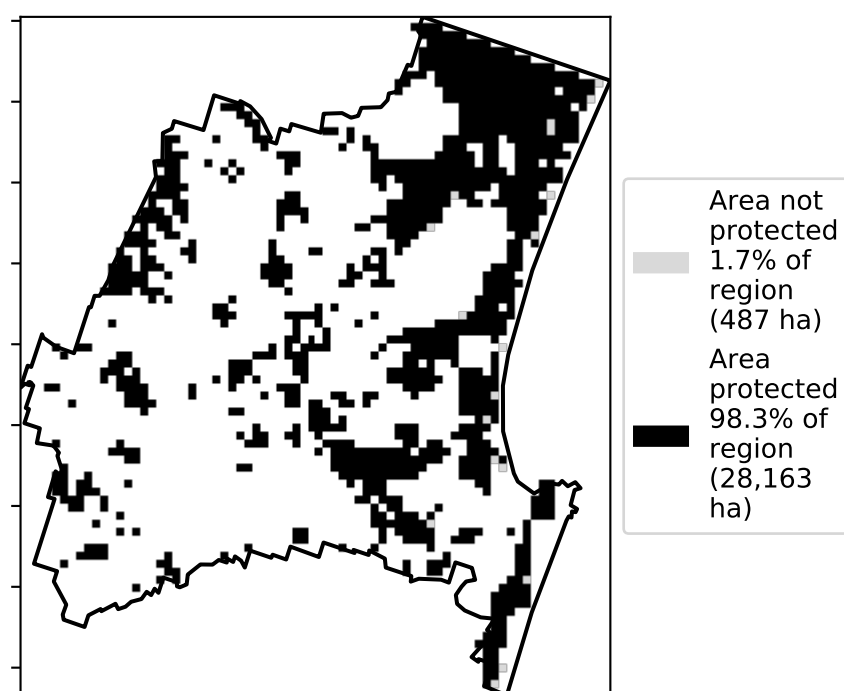 Area not
protected
1.7% of
region
(487 ha)
Area
protected
98.3% of
region
(28,163
ha)